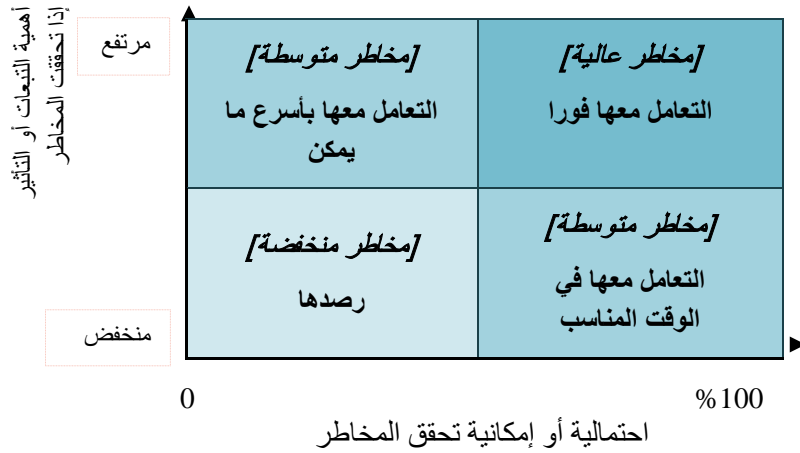 أهمية التبعات أو التأثير
إذا تحققت المخاطر
مرتفع
[مخاطر عالية]
التعامل معها فورا
[مخاطر متوسطة]
التعامل معها بأسرع ما
يمكن
[مخاطر متوسطة]
التعامل معها في
الوقت المناسب
[مخاطر منخفضة]
رصدها
منخفض
0
%100
احتمالية أو إمكانية تحقق المخاطر